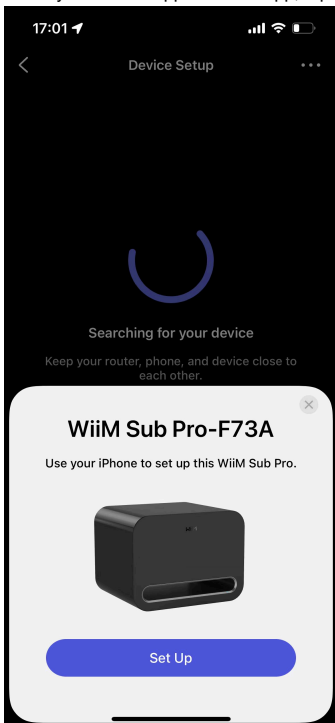 17:01
Device Setup
Searching for your device
Keep your router, phone, and device close to
each other.
WiiM Sub Pro-F73A
Use your iPhone to set up this WiiM Sub Pro.
Set Up